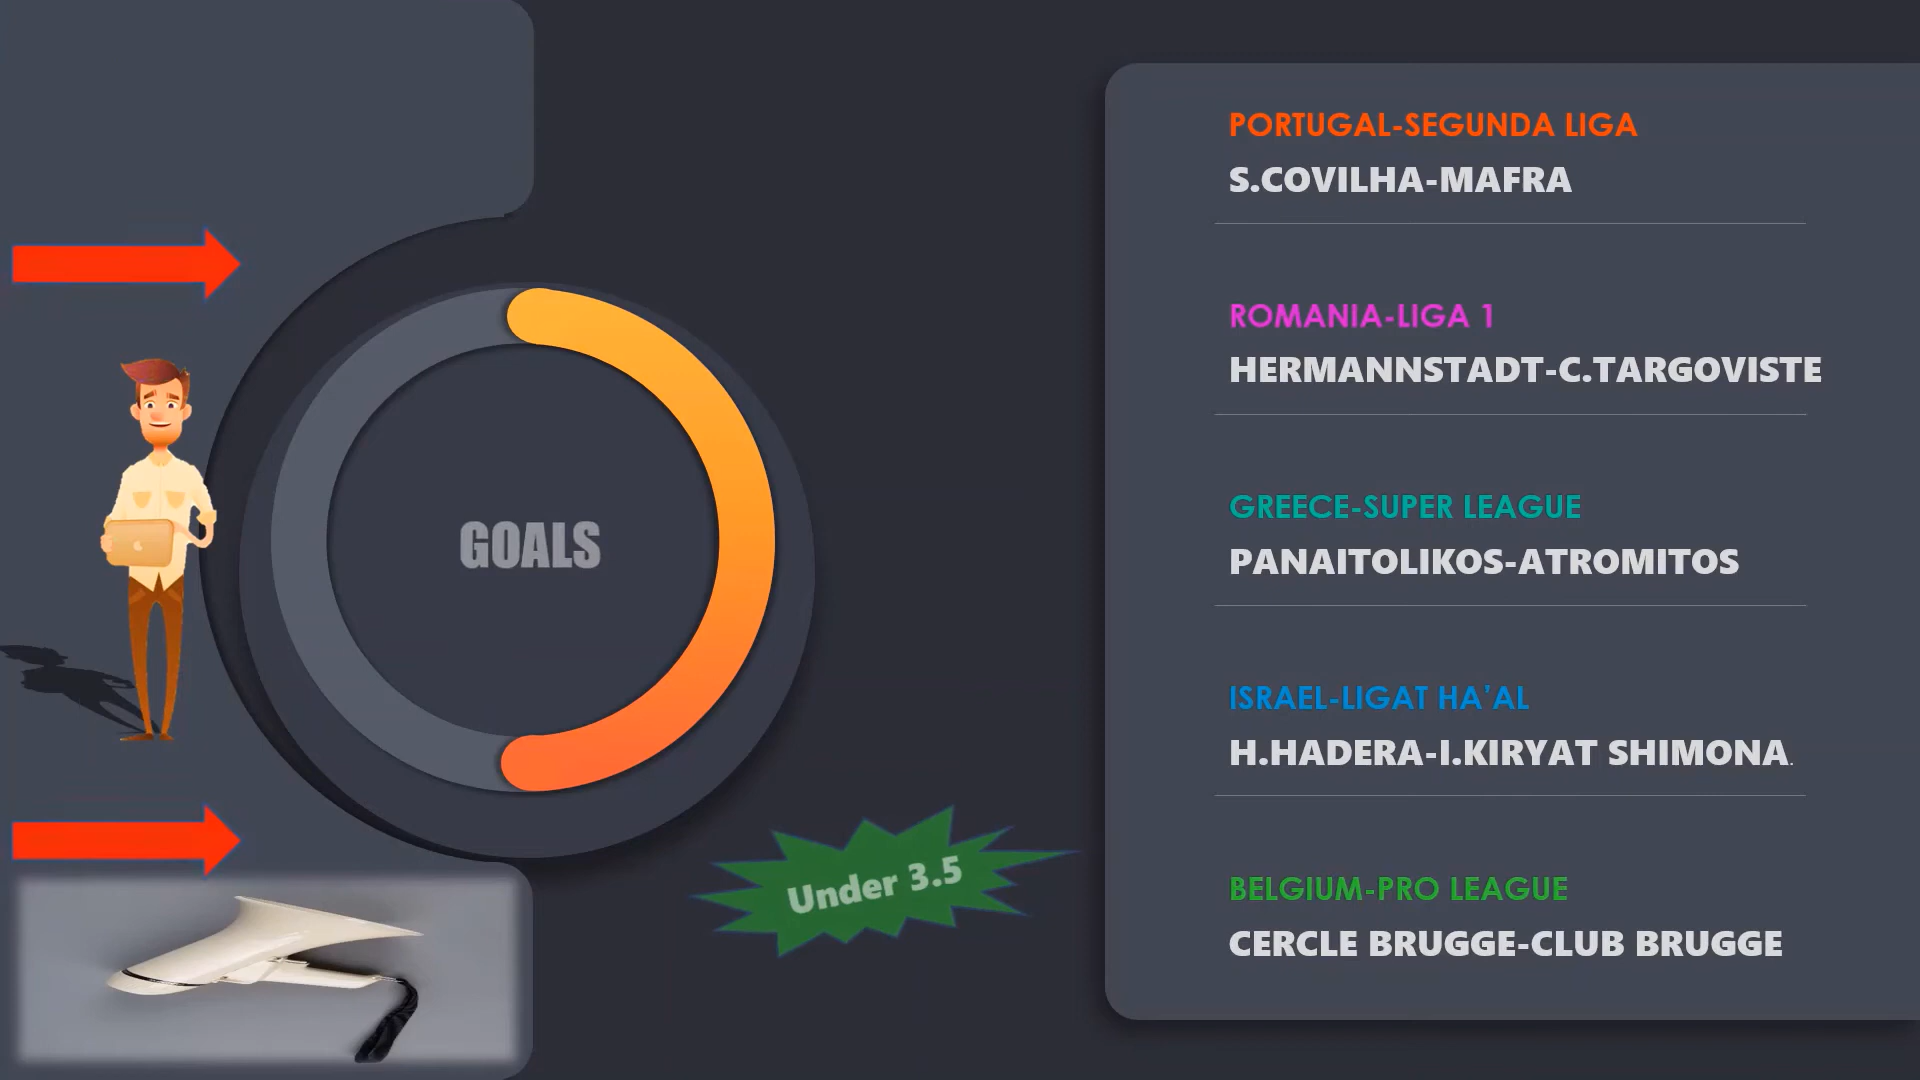 GOALS
Under 3.5
PORTUGAL-SEGUNDA LIGA
S.COVILHA-MAFRA
ROMANIA-LIGA 1
HERMANNSTADT-C.TARGOVISTE
GREECE-SUPER LEAGUE
PANAITOLIKOS-ATROMITOS
ISRAEL-LIGAT HA’AL
H.HADERA-I.KIRYAT SHIMONA.
BELGIUM-PRO LEAGUE
CERCLE BRUGGE-CLUB BRUGGE